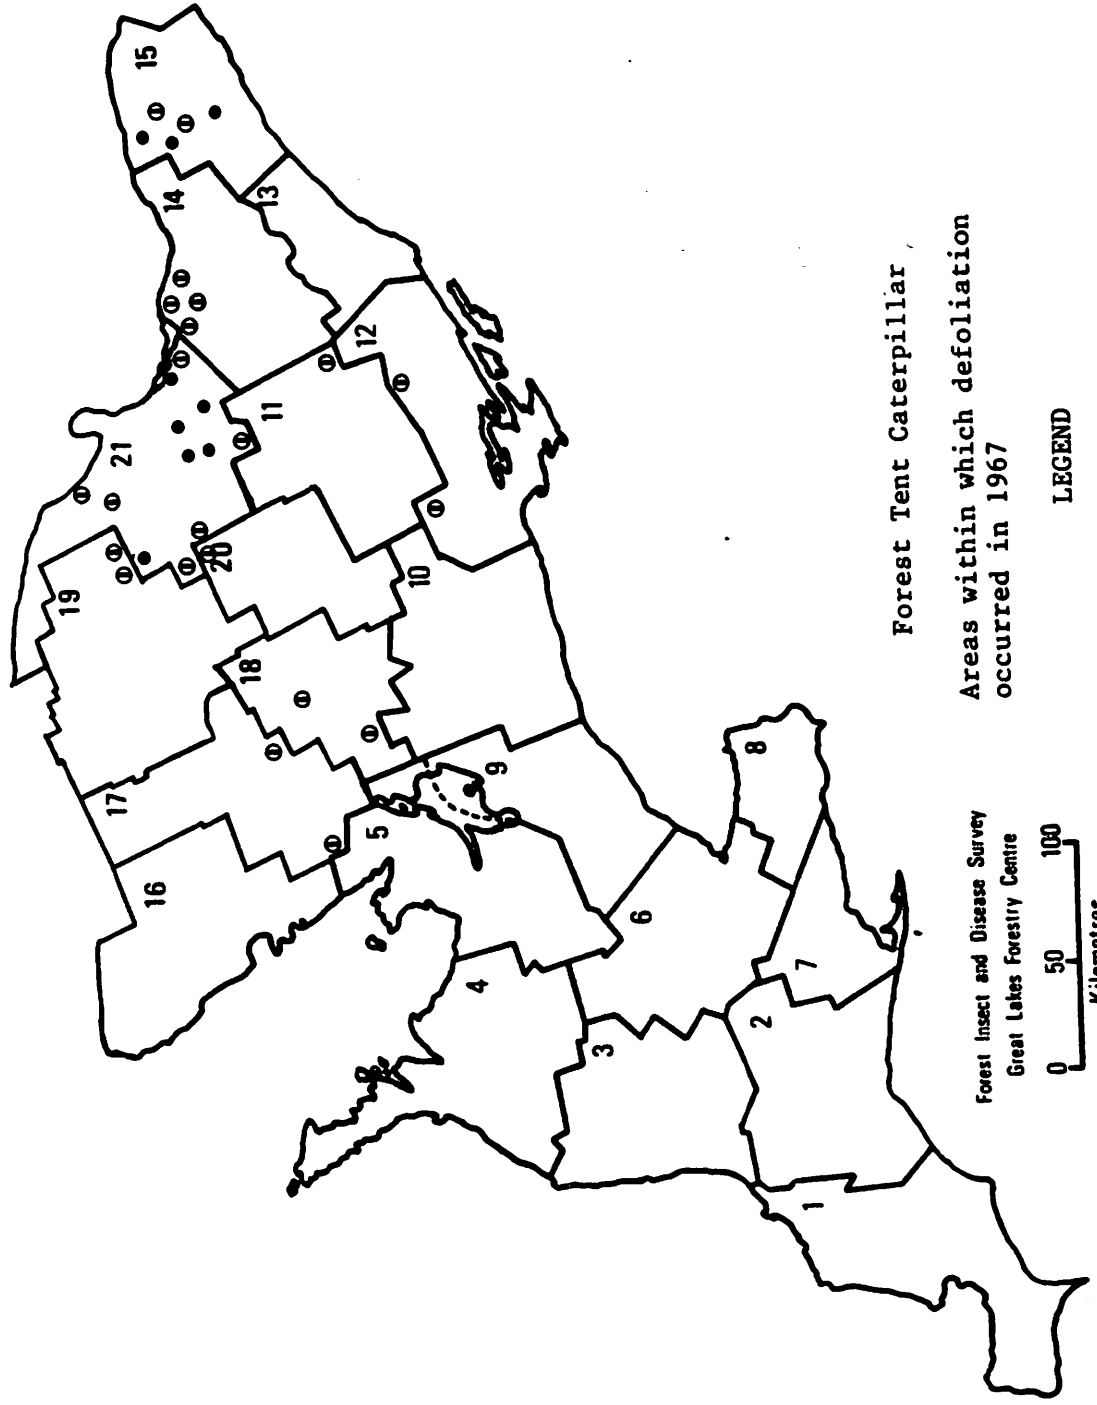 Forest Tent Caterpillar
Areas within which defoliation
occurred in 1967
LEGEND
Forest Insect and Disease Survey
Great Lakes Forestry Centre
0 50 100
Kilometres
1
2
3
4
5
6
7
8
9
10
11
12
13
14
15
16
17
18
19
20
21